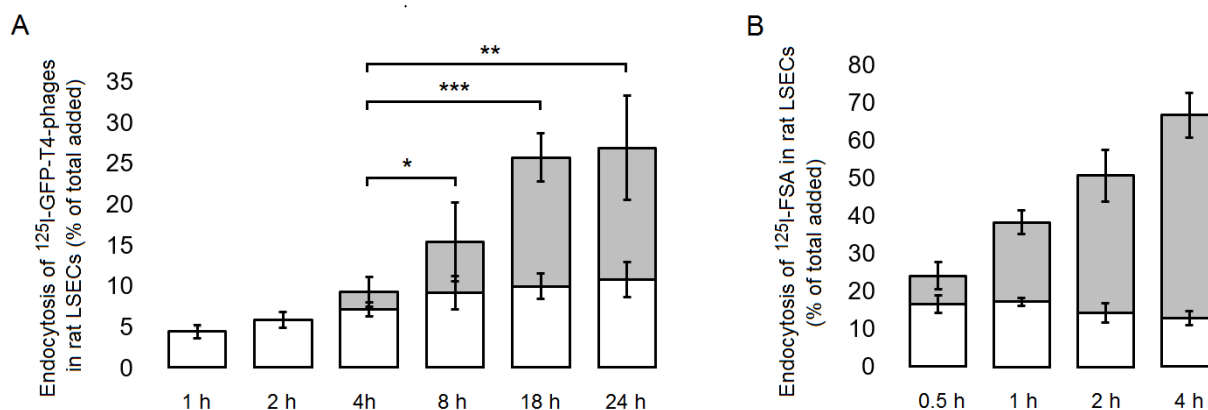 A
Endocytosis of ¹²⁵I-GFP-T4-phages
in rat LSECs (% of total added)
35
30
25
20
15
10
5
0
**
***
*
1 h 2 h 4h 8 h 18 h 24 h
B
Endocytosis of ¹²⁵I-FSA in rat LSECs
(% of total added)
80
70
60
50
40
30
20
10
0
0.5 h 1 h 2 h 4 h